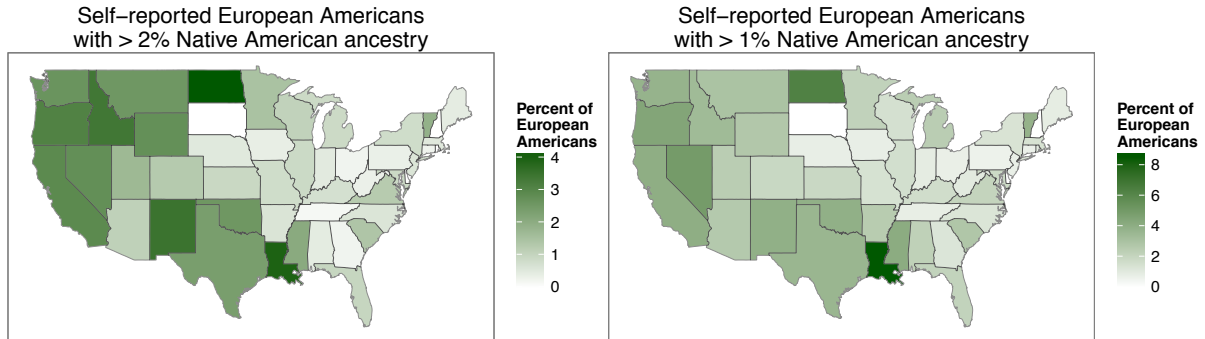 Self−reported European Americans
with > 2% Native American ancestry
Percent of
European
Americans
4
3
2
1
0
Self−reported European Americans
with > 1% Native American ancestry
Percent of
European
Americans
8
6
4
2
0